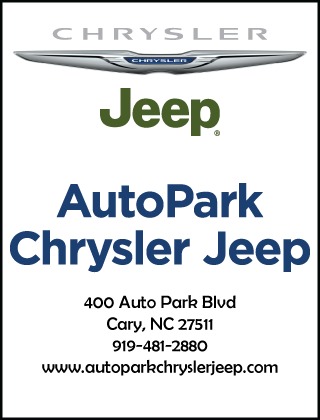 CHRYSLER
CHRYSLER
Jeep®
AutoPark
Chrysler Jeep
400 Auto Park Blvd
Cary, NC 27511
919-481-2880
www.autoparkchryslerjeep.com